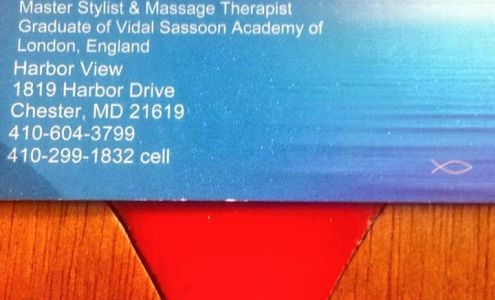 Master Stylist & Massage Therapist
Graduate of Vidal Sassoon Academy of
London, England
Harbor View
1819 Harbor Drive
Chester, MD 21619
410-604-3799
410-299-1832 cell